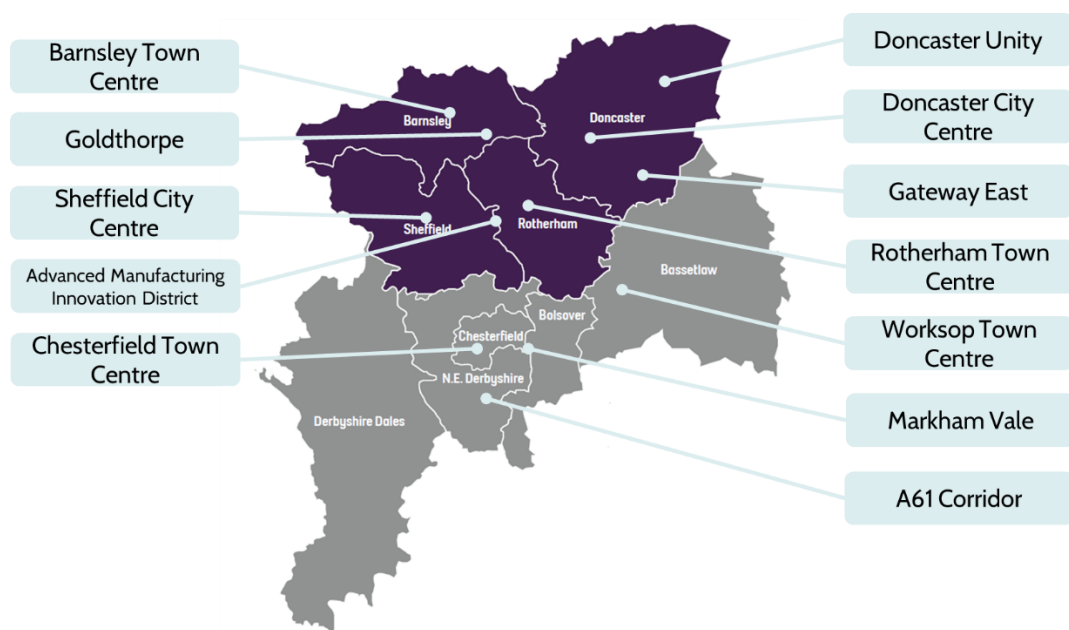 Barnsley Town
Centre
Goldthorpe
Sheffield City
Centre
Advanced Manufacturing
Innovation District
Chesterfield Town
Centre
Barnsley
Doncaster
Sheffield
Rotherham
Bassetlaw
Bolsover
Chesterfield
N.E. Derbyshire
Derbyshire Dales
Doncaster Unity
Doncaster City
Centre
Gateway East
Rotherham Town
Centre
Worksop Town
Centre
Markham Vale
A61 Corridor